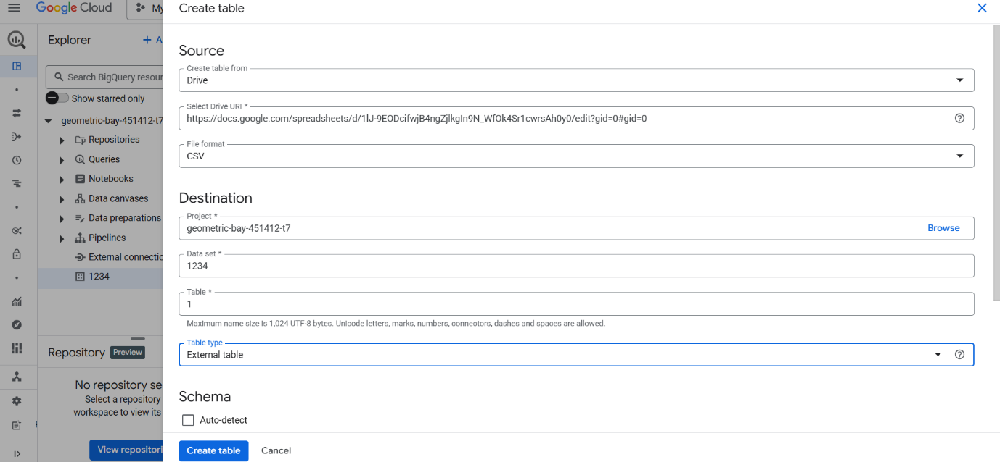 Google Cloud
My
Create table
Explorer
+ A
Search BigQuery resour
Show starred only
geometric-bay-451412-t7
Repositories
Queries
Notebooks
Data canvases
Data preparations
Pipelines
External connectio
1234
Repository Preview
No repository sel
Select a repository
workspace to view its
View repositori
Source
Create table from
Drive
Select Drive URI *
https://docs.google.com/spreadsheets/d/1lJ-9EODcifwjB4ngZjlkgIn9N_WfOk4Sr1cwrsAh0y0/edit?gid=0#gid=0
File format
CSV
Destination
Project *
geometric-bay-451412-t7
Browse
Data set *
1234
Table *
1
Maximum name size is 1,024 UTF-8 bytes. Unicode letters, marks, numbers, connectors, dashes and spaces are allowed.
Table type
External table
Schema
Auto-detect
Create table
Cancel